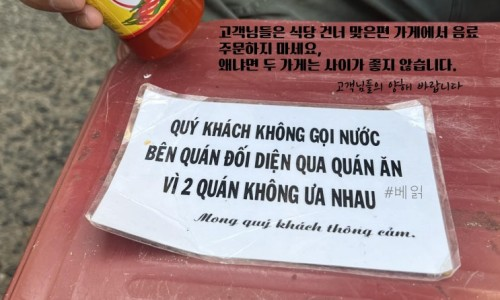 고객님들은 식당 건너 맞은편 가게에서 음료
주문하지 마세요,
왜냐면 두 가게는 사이가 좋지 않습니다.
고객님들의 양해 바랍니다
QUÝ KHÁCH KHÔNG GỌI NƯỚC
BÊN QUÁN ĐỐI DIỆN QUA QUÁN ĂN
VÌ 2 QUÁN KHÔNG ƯA NHAU
#베읽
Mong quý khách thông cảm.